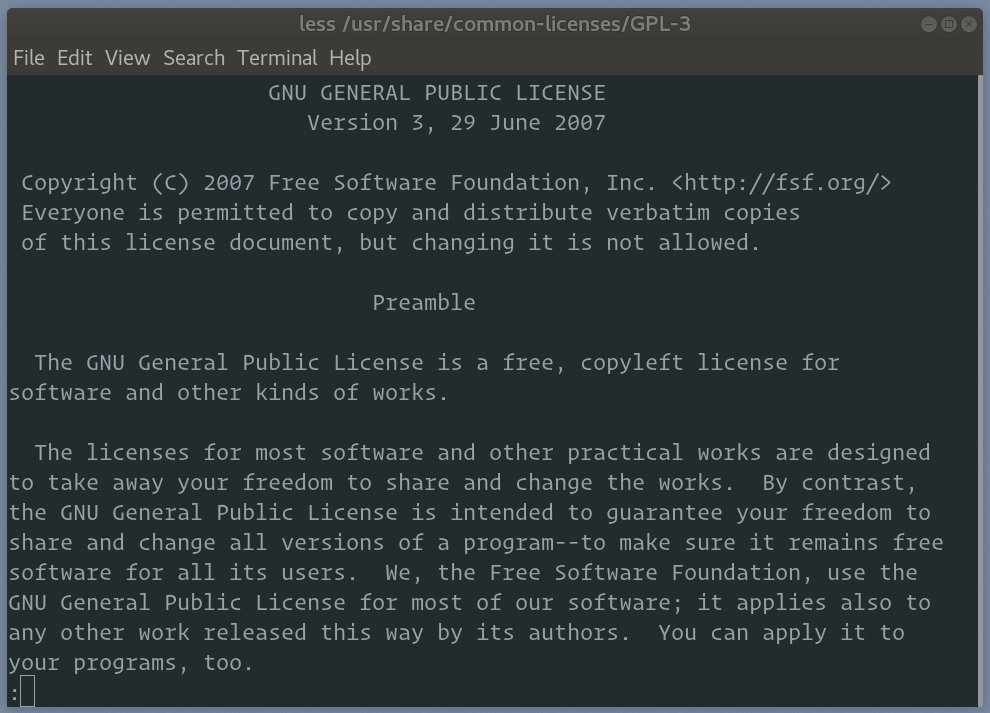 less /usr/share/common-licenses/GPL-3
File Edit View Search Terminal Help
GNU GENERAL PUBLIC LICENSE
Version 3, 29 June 2007
Copyright (C) 2007 Free Software Foundation, Inc. <http://fsf.org/>
Everyone is permitted to copy and distribute verbatim copies
of this license document, but changing it is not allowed.
Preamble
The GNU General Public License is a free, copyleft license for
software and other kinds of works.
The licenses for most software and other practical works are designed
to take away your freedom to share and change the works.  By contrast,
the GNU General Public License is intended to guarantee your freedom to
share and change all versions of a program--to make sure it remains free
software for all its users.  We, the Free Software Foundation, use the
GNU General Public License for most of our software; it applies also to
any other work released this way by its authors.  You can apply it to
your programs, too.
: